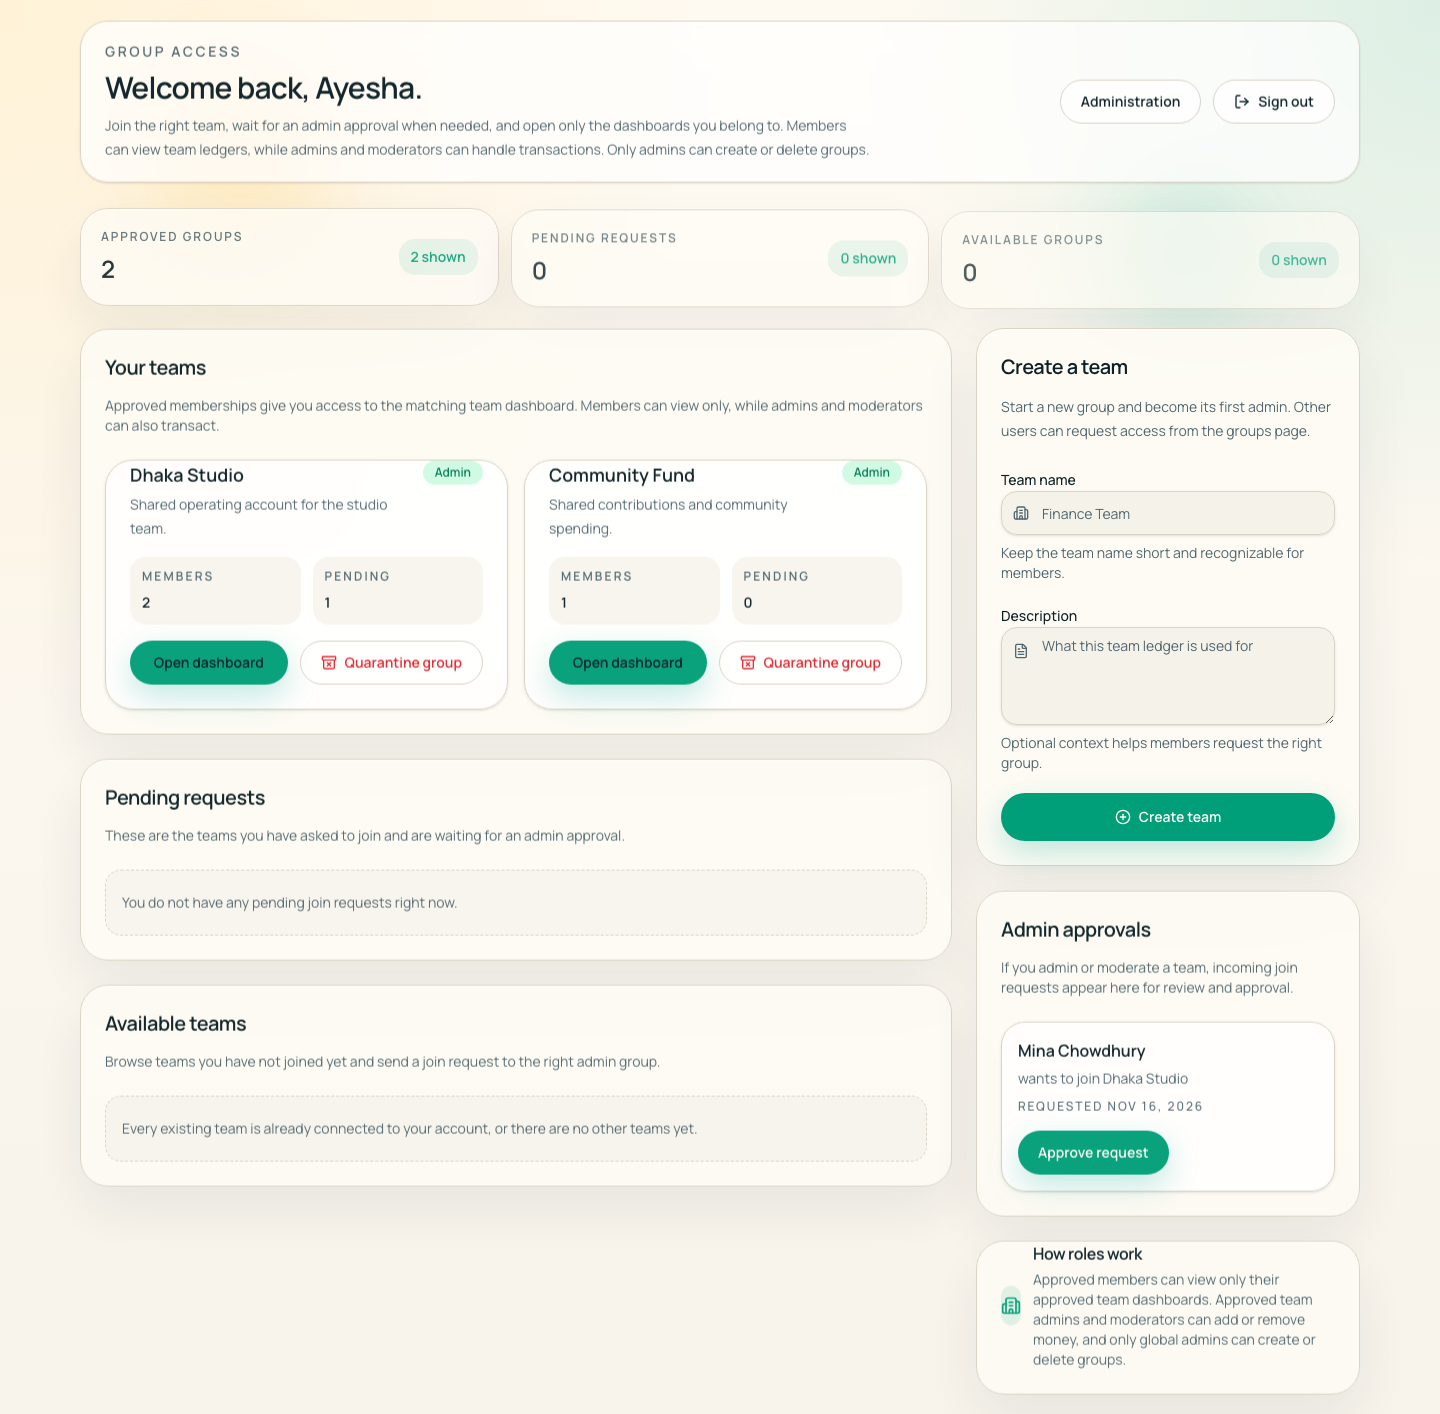 GROUP ACCESS
Welcome back, Ayesha.
Join the right team, wait for an admin approval when needed, and open only the dashboards you belong to. Members
can view team ledgers, while admins and moderators can handle transactions. Only admins can create or delete groups.
Administration
Sign out
APPROVED GROUPS
2
2 shown
PENDING REQUESTS
0
0 shown
AVAILABLE GROUPS
0
0 shown
Your teams
Approved memberships give you access to the matching team dashboard. Members can view only, while admins and moderators
can also transact.
Dhaka Studio
Admin
Shared operating account for the studio
team.
MEMBERS
2
PENDING
1
Open dashboard
Quarantine group
Community Fund
Admin
Shared contributions and community
spending.
MEMBERS
1
PENDING
0
Open dashboard
Quarantine group
Pending requests
These are the teams you have asked to join and are waiting for an admin approval.
You do not have any pending join requests right now.
Available teams
Browse teams you have not joined yet and send a join request to the right admin group.
Every existing team is already connected to your account, or there are no other teams yet.
Create a team
Start a new group and become its first admin. Other
users can request access from the groups page.
Team name
Finance Team
Keep the team name short and recognizable for
members.
Description
What this team ledger is used for
Optional context helps members request the right
group.
Create team
Admin approvals
If you admin or moderate a team, incoming join
requests appear here for review and approval.
Mina Chowdhury
wants to join Dhaka Studio
REQUESTED NOV 16, 2026
Approve request
How roles work
Approved members can view only their
approved team dashboards. Approved team
admins and moderators can add or remove
money, and only global admins can create or
delete groups.